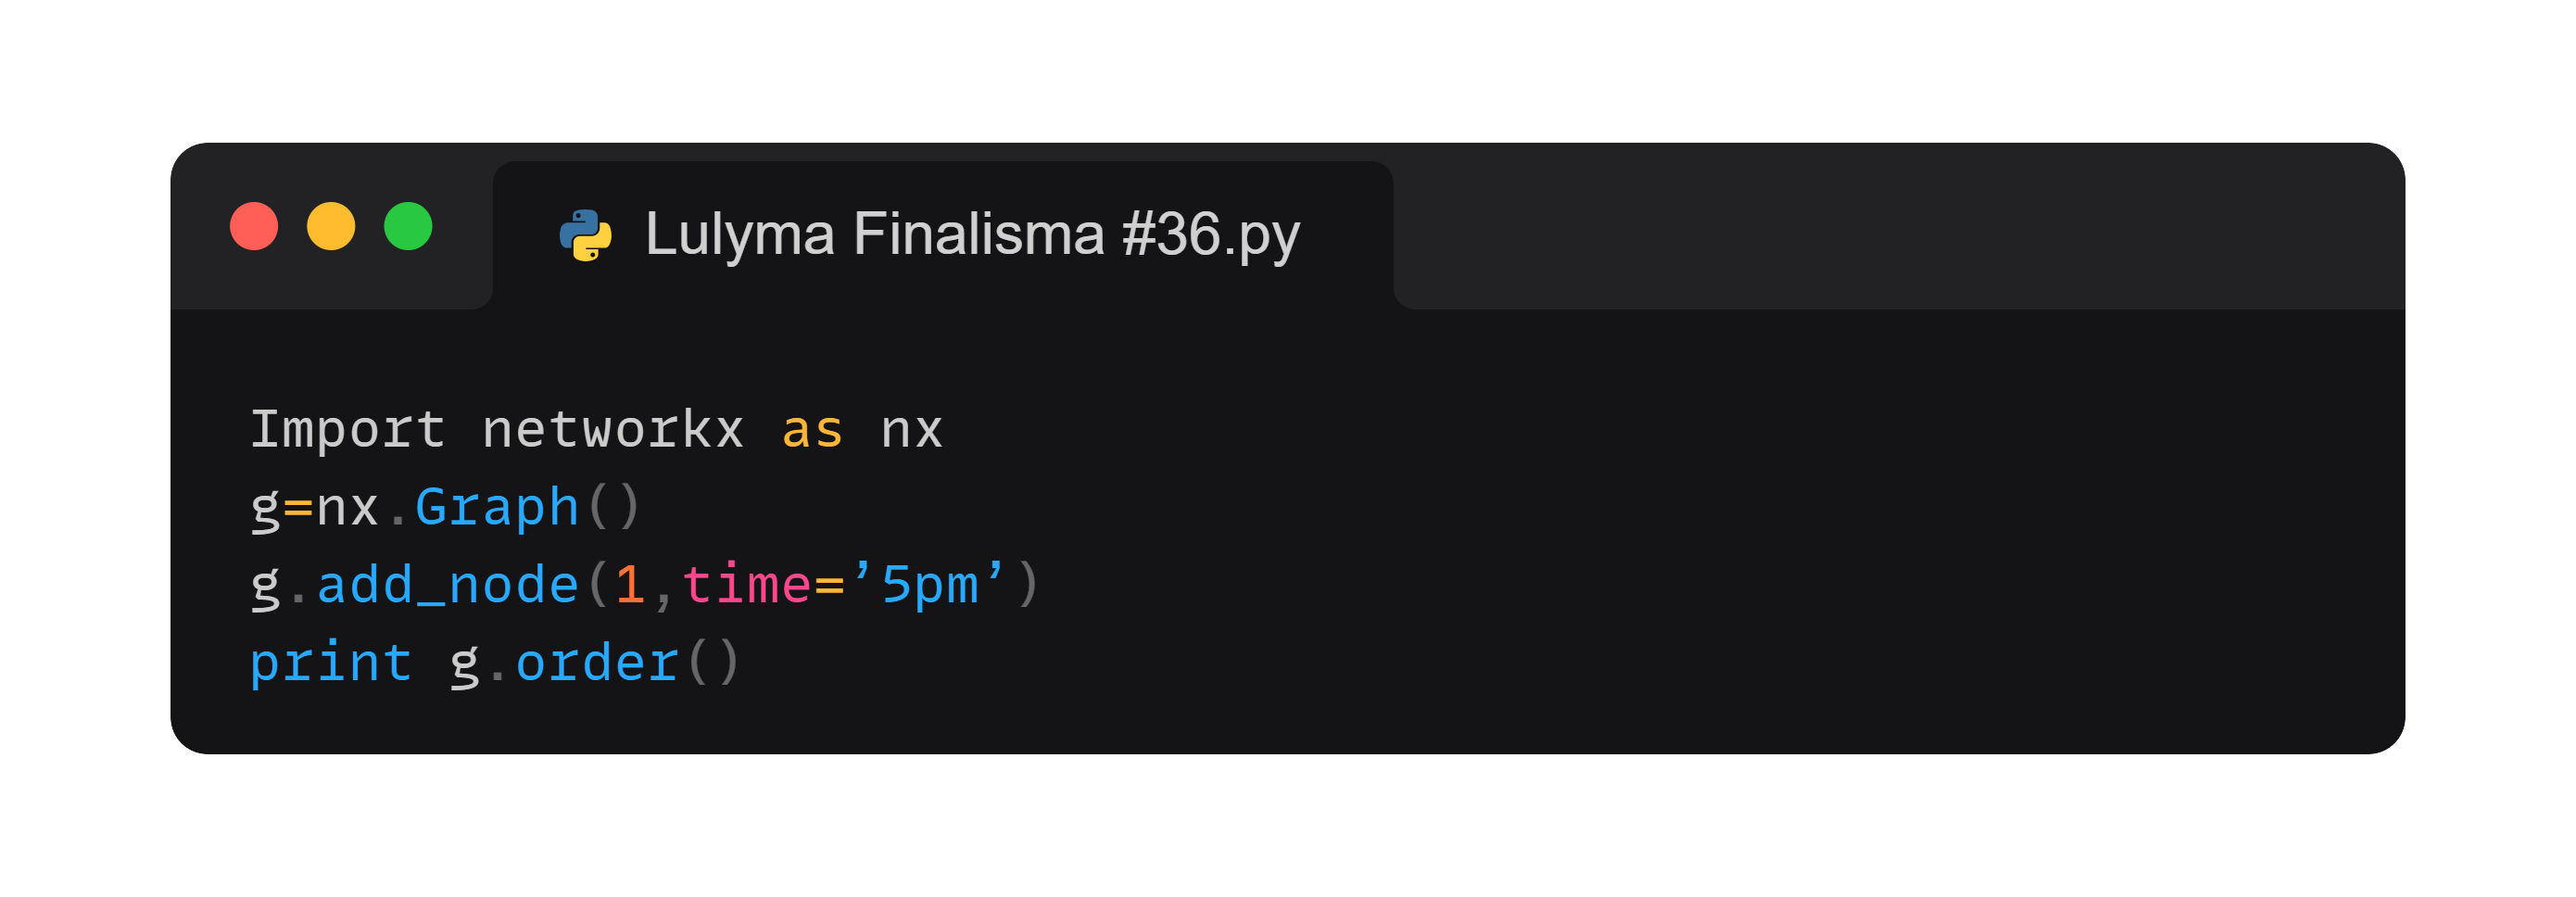 Lulyma Finalisma #36.py
Import networkx as nx
g=nx.Graph()
g.add_node(1,time=’5pm’)
print g.order()